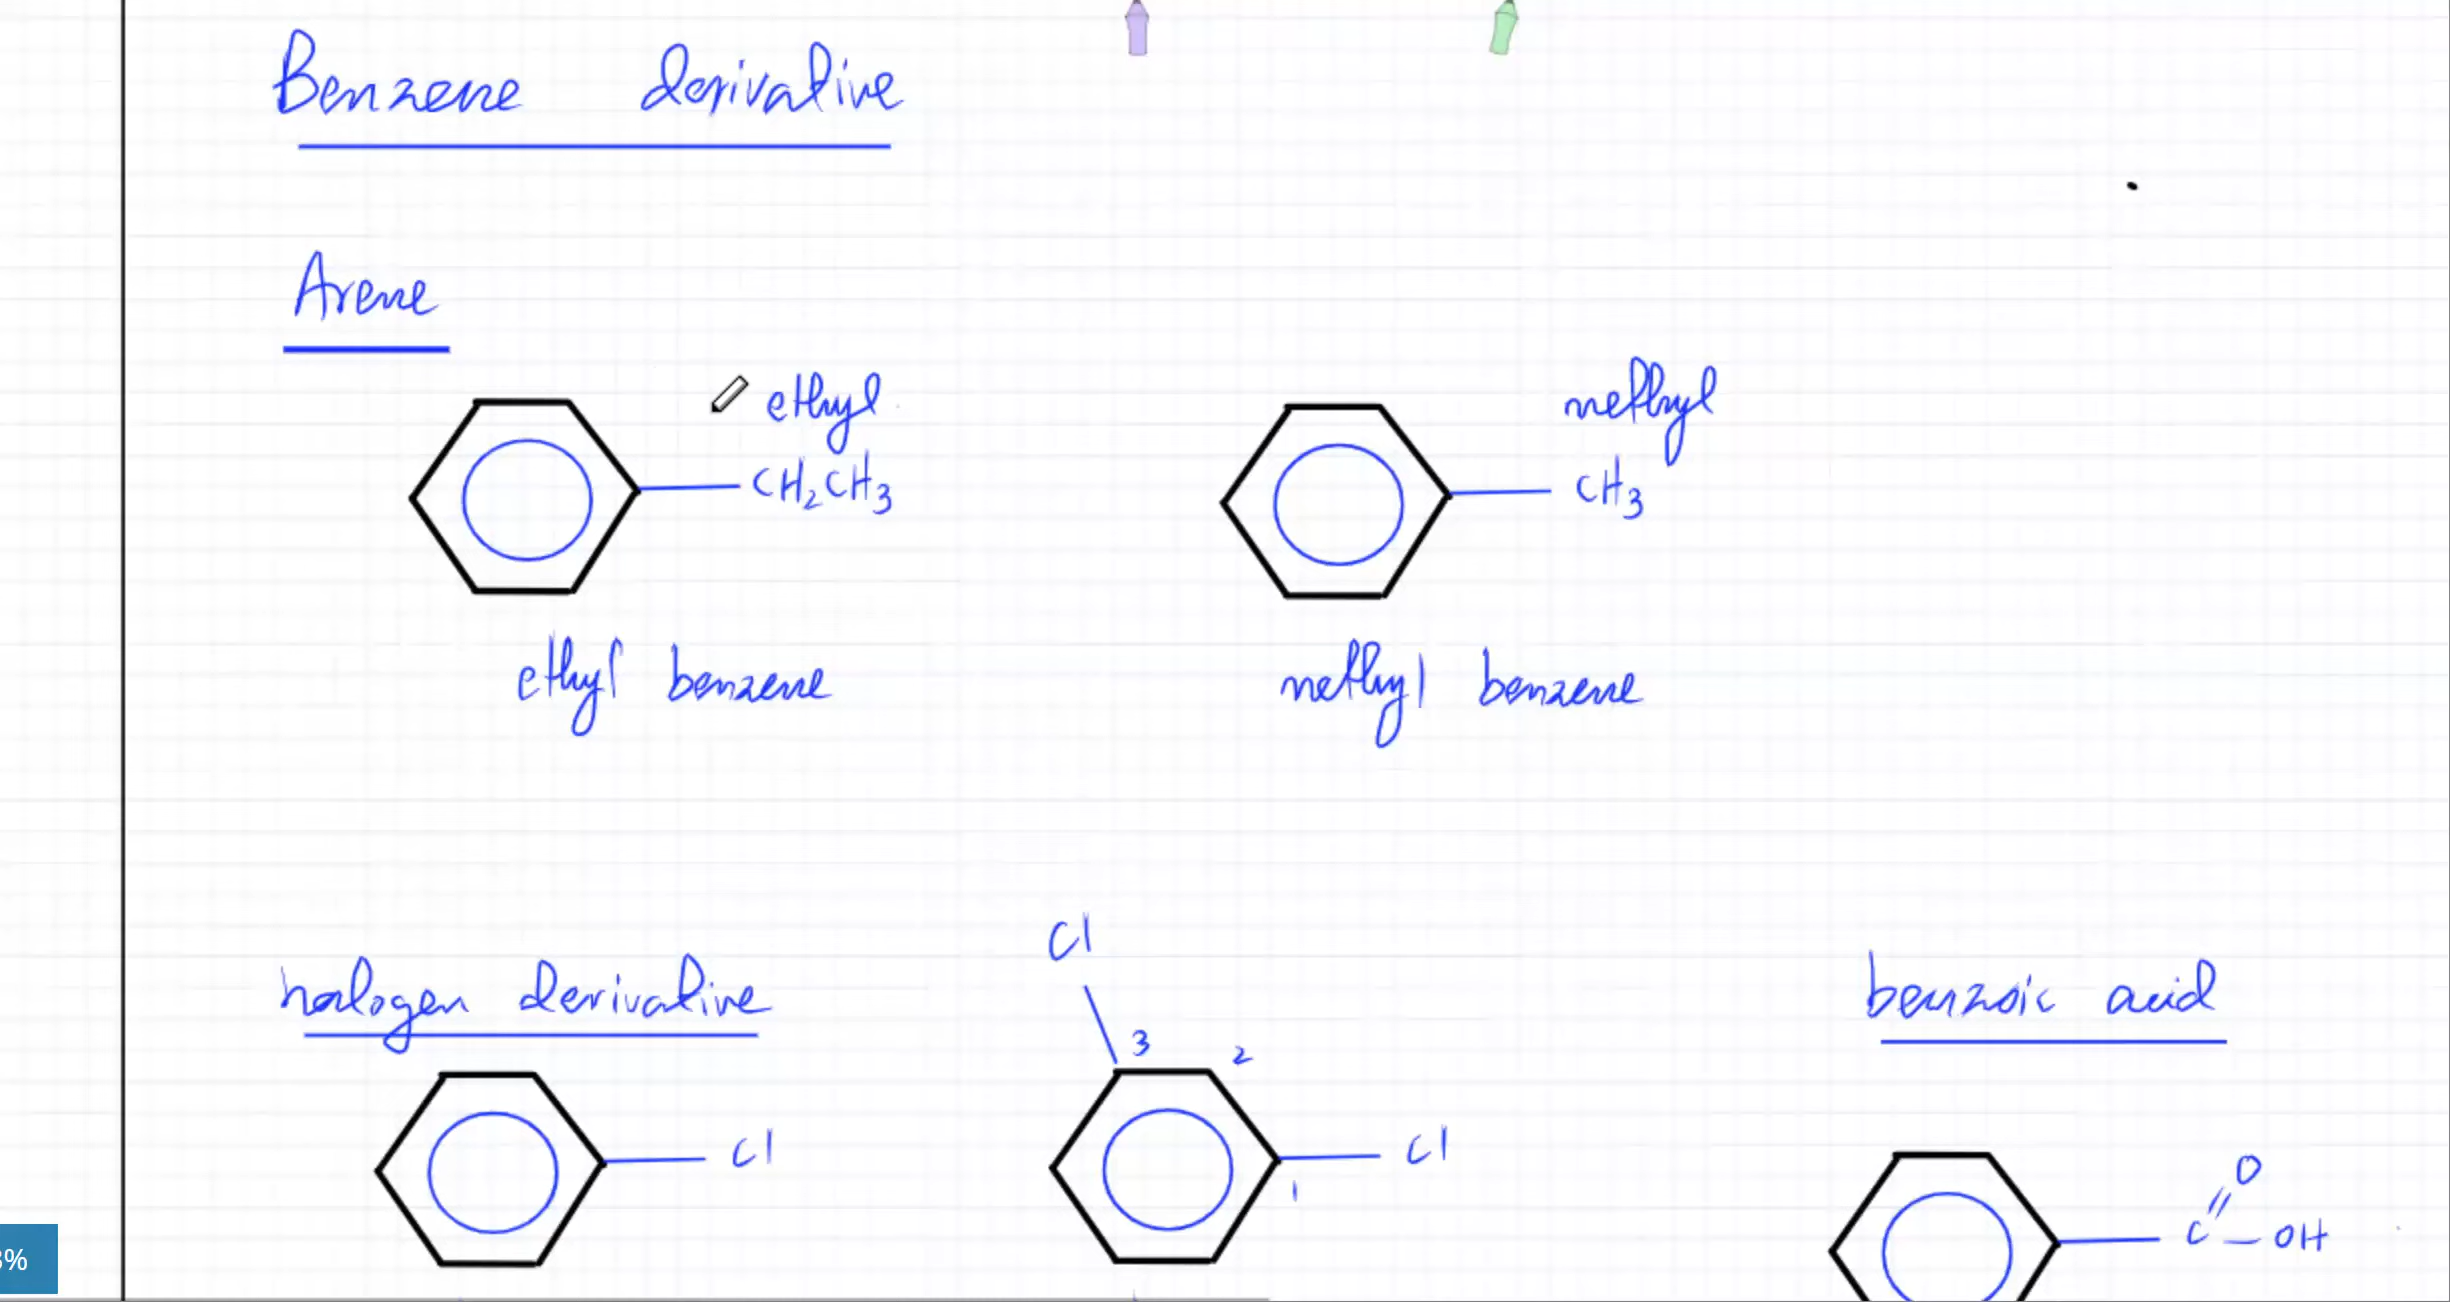 Benzene derivative
Arene
ethyl
CH₂CH₃
methyl
CH₃
ethyl benzene
methyl benzene
halogen derivative
Cl
Cl
3 2
Cl
1
benzoic acid
O
C - OH
3%